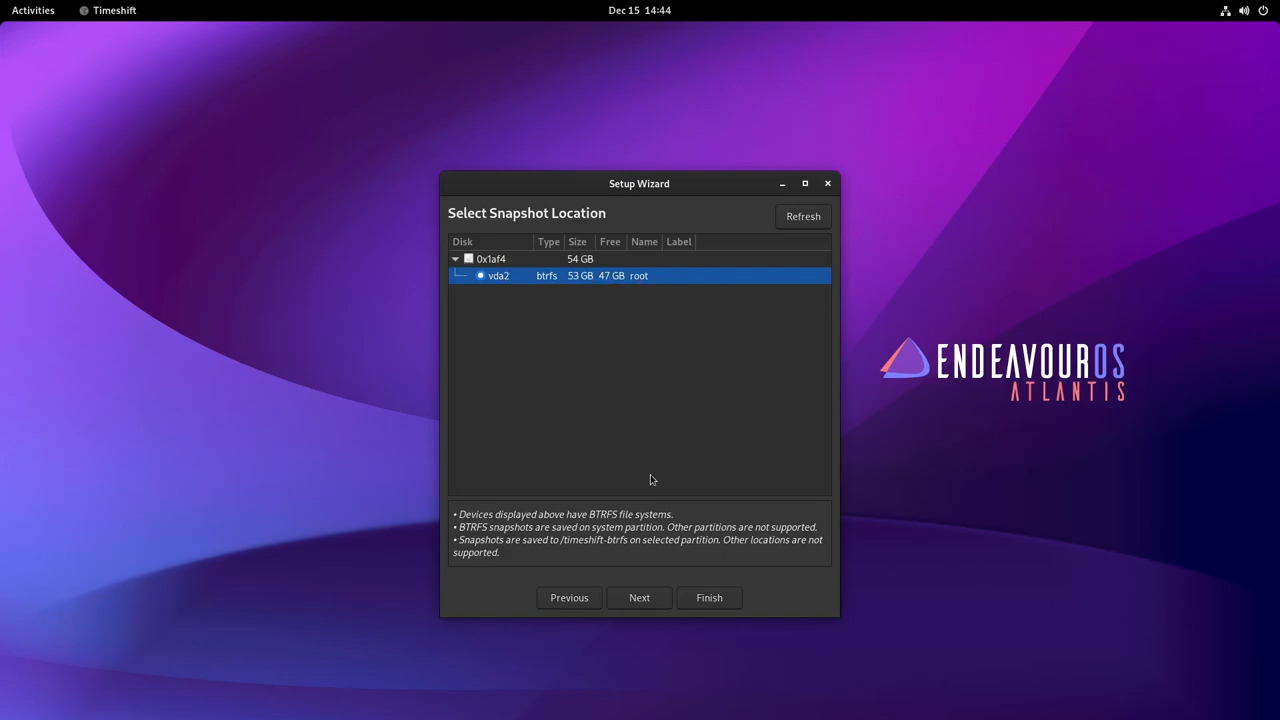 Activities Timeshift Dec 15 14:44
Setup Wizard
Select Snapshot Location Refresh
Disk Type Size Free Name Label
0x1af4 54 GB
vda2 btrfs 53 GB 47 GB root
ENDEAVOUROS
ATLANTIS
• Devices displayed above have BTRFS file systems.
• BTRFS snapshots are saved on system partition. Other partitions are not supported.
• Snapshots are saved to /timeshift-btrfs on selected partition. Other locations are not
supported.
Previous Next Finish